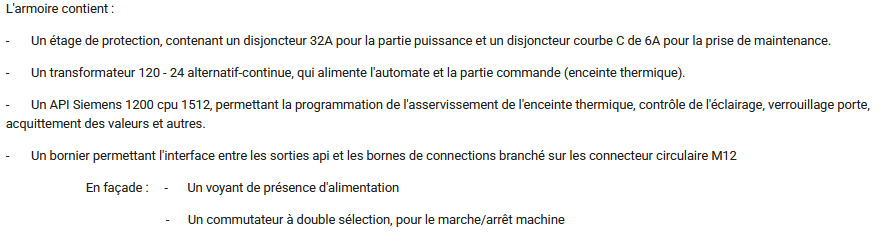 L'armoire contient :
- Un étage de protection, contenant un disjoncteur 32A pour la partie puissance et un disjoncteur courbe C de 6A pour la prise de maintenance.
- Un transformateur 120 - 24 alternatif-continue, qui alimente l'automate et la partie commande (enceinte thermique).
- Un API Siemens 1200 cpu 1512, permettant la programmation de l'asservissement de l'enceinte thermique, contrôle de l'éclairage, verrouillage porte,
acquittement des valeurs et autres.
- Un bornier permettant l'interface entre les sorties api et les bornes de connections branché sur les connecteur circulaire M12
En façade : - Un voyant de présence d'alimentation
- Un commutateur à double sélection, pour le marche/arrêt machine